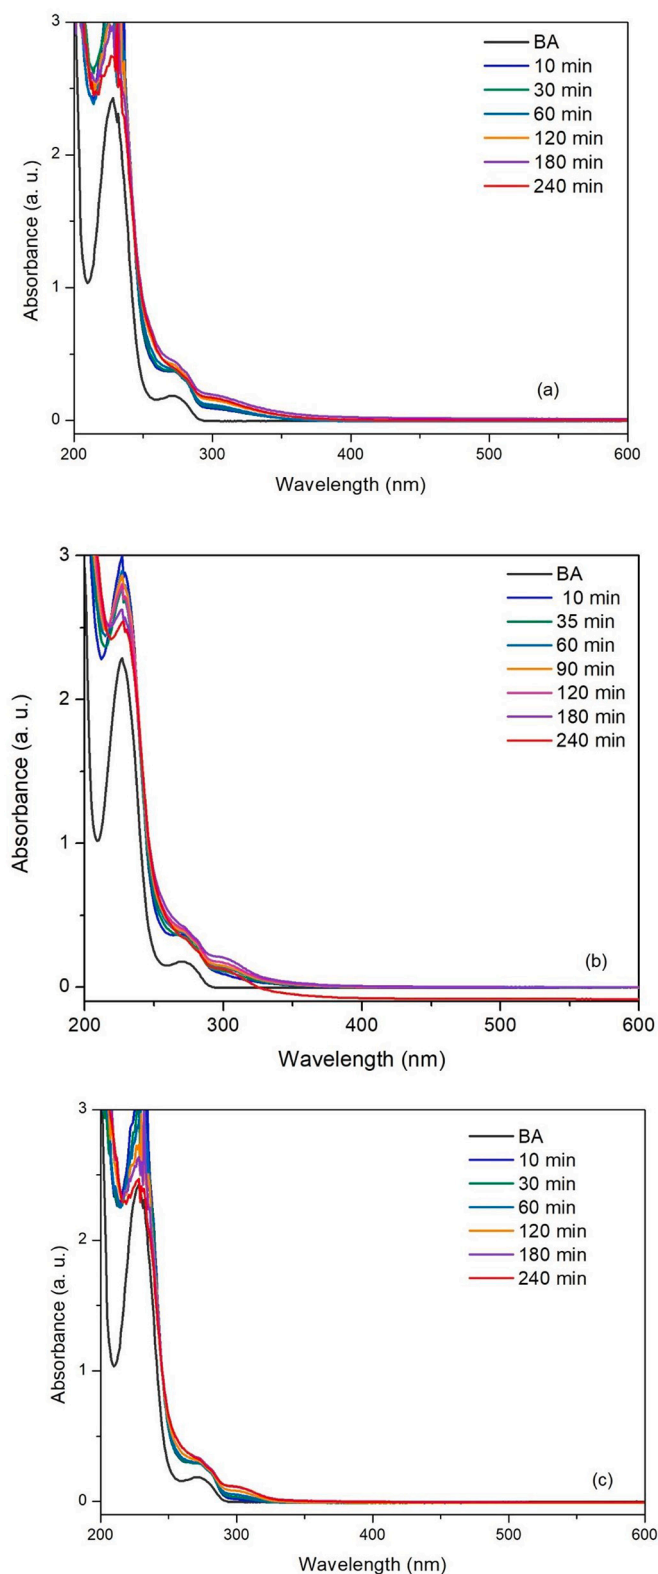 3
2
1
0
Absorbance (a. u.)
BA
10 min
30 min
60 min
120 min
180 min
240 min
(a)
200 300 400 500 600
Wavelength (nm)
3
2
1
0
Absorbance (a. u.)
BA
10 min
35 min
60 min
90 min
120 min
180 min
240 min
(b)
200 300 400 500 600
Wavelength (nm)
3
2
1
0
Absorbance (a. u.)
BA
10 min
30 min
60 min
120 min
180 min
240 min
(c)
200 300 400 500 600
Wavelength (nm)